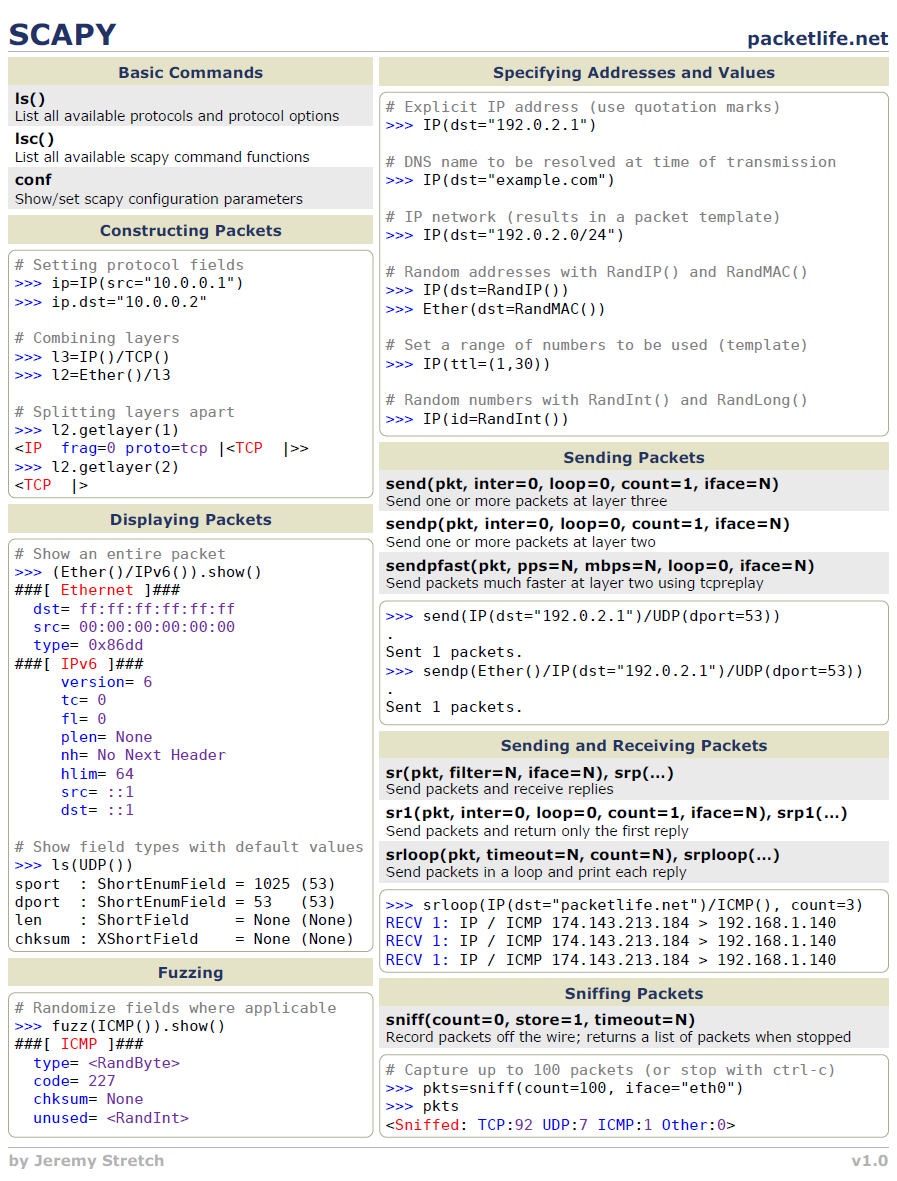 SCAPY
packetlife.net
Basic Commands
ls()
List all available protocols and protocol options
lsc()
List all available scapy command functions
conf
Show/set scapy configuration parameters
Constructing Packets
# Setting protocol fields
>>> ip=IP(src="10.0.0.1")
>>> ip.dst="10.0.0.2"
# Combining layers
>>> l3=IP()/TCP()
>>> l2=Ether()/l3
# Splitting layers apart
>>> l2.getlayer(1)
<IP  frag=0 proto=tcp |<TCP  |>>
>>> l2.getlayer(2)
<TCP  |>
Displaying Packets
# Show an entire packet
>>> (Ether()/IPv6()).show()
###[ Ethernet ]###
  dst= ff:ff:ff:ff:ff:ff
  src= 00:00:00:00:00:00
  type= 0x86dd
###[ IPv6 ]###
     version= 6
     tc= 0
     fl= 0
     plen= None
     nh= No Next Header
     hlim= 64
     src= ::1
     dst= ::1
# Show field types with default values
>>> ls(UDP())
sport  : ShortEnumField = 1025 (53)
dport  : ShortEnumField = 53   (53)
len    : ShortField     = None (None)
chksum : XShortField    = None (None)
Fuzzing
# Randomize fields where applicable
>>> fuzz(ICMP()).show()
###[ ICMP ]###
  type= <RandByte>
  code= 227
  chksum= None
  unused= <RandInt>
Specifying Addresses and Values
# Explicit IP address (use quotation marks)
>>> IP(dst="192.0.2.1")
# DNS name to be resolved at time of transmission
>>> IP(dst="example.com")
# IP network (results in a packet template)
>>> IP(dst="192.0.2.0/24")
# Random addresses with RandIP() and RandMAC()
>>> IP(dst=RandIP())
>>> Ether(dst=RandMAC())
# Set a range of numbers to be used (template)
>>> IP(ttl=(1,30))
# Random numbers with RandInt() and RandLong()
>>> IP(id=RandInt())
Sending Packets
send(pkt, inter=0, loop=0, count=1, iface=N)
Send one or more packets at layer three
sendp(pkt, inter=0, loop=0, count=1, iface=N)
Send one or more packets at layer two
sendpfast(pkt, pps=N, mbps=N, loop=0, iface=N)
Send packets much faster at layer two using tcpreplay
>>> send(IP(dst="192.0.2.1")/UDP(dport=53))
.
Sent 1 packets.
>>> sendp(Ether()/IP(dst="192.0.2.1")/UDP(dport=53))
.
Sent 1 packets.
Sending and Receiving Packets
sr(pkt, filter=N, iface=N), srp(...)
Send packets and receive replies
sr1(pkt, inter=0, loop=0, count=1, iface=N), srp1(...)
Send packets and return only the first reply
srloop(pkt, timeout=N, count=N), srploop(...)
Send packets in a loop and print each reply
>>> srloop(IP(dst="packetlife.net")/ICMP(), count=3)
RECV 1: IP / ICMP 174.143.213.184 > 192.168.1.140
RECV 1: IP / ICMP 174.143.213.184 > 192.168.1.140
RECV 1: IP / ICMP 174.143.213.184 > 192.168.1.140
Sniffing Packets
sniff(count=0, store=1, timeout=N)
Record packets off the wire; returns a list of packets when stopped
# Capture up to 100 packets (or stop with ctrl-c)
>>> pkts=sniff(count=100, iface="eth0")
>>> pkts
<Sniffed: TCP:92 UDP:7 ICMP:1 Other:0>
by Jeremy Stretch
v1.0